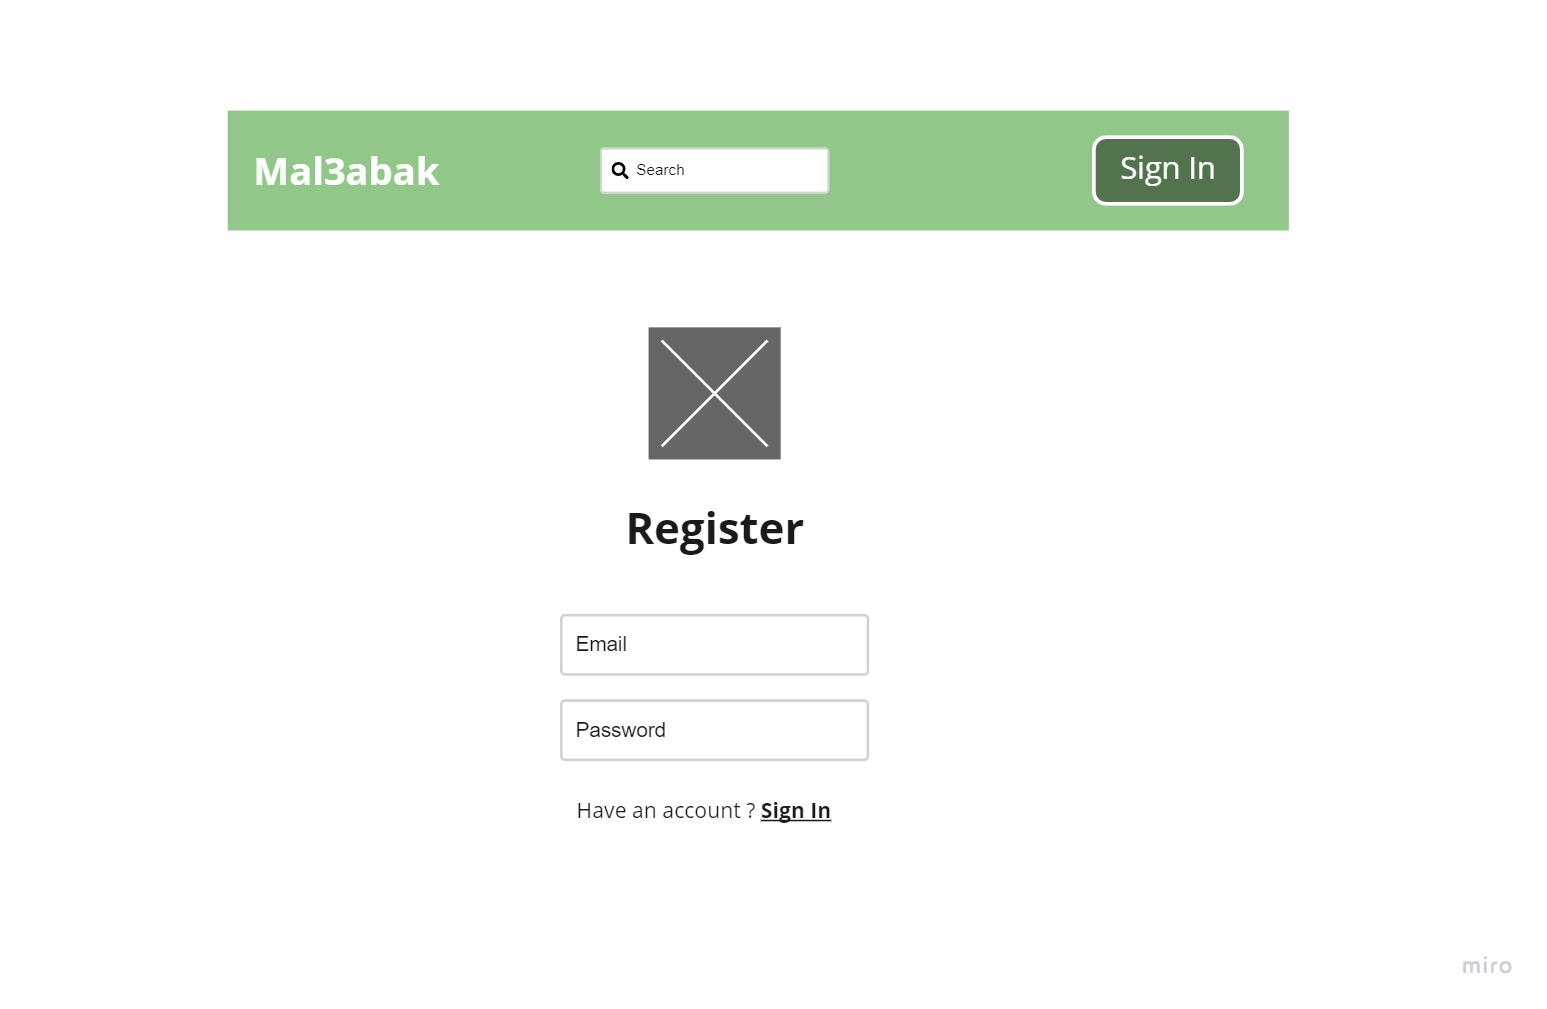 Mal3abak
Search
Sign In
Register
Email
Password
Have an account ? Sign In
miro